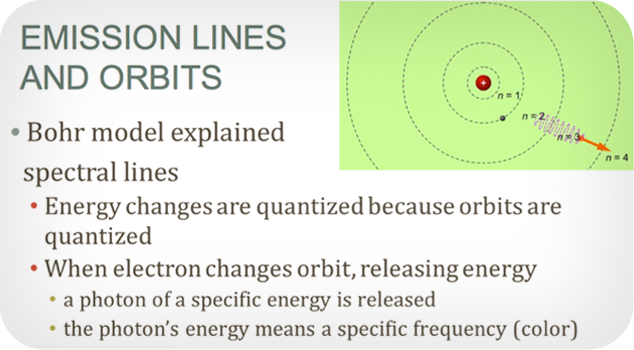 EMISSION LINES
AND ORBITS
• Bohr model explained
spectral lines
• Energy changes are quantized because orbits are
quantized
• When electron changes orbit, releasing energy
• a photon of a specific energy is released
• the photon's energy means a specific frequency (color)
+
n = 1
n = 2
n = 3
n = 4